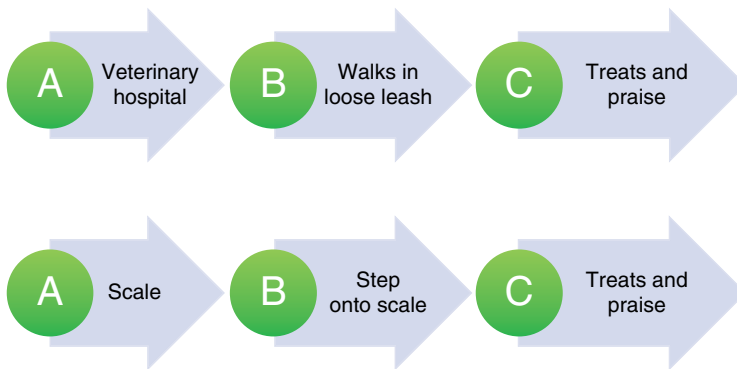 A
Veterinary
hospital
B
Walks in
loose leash
C
Treats and
praise
A
Scale
B
Step
onto scale
C
Treats and
praise